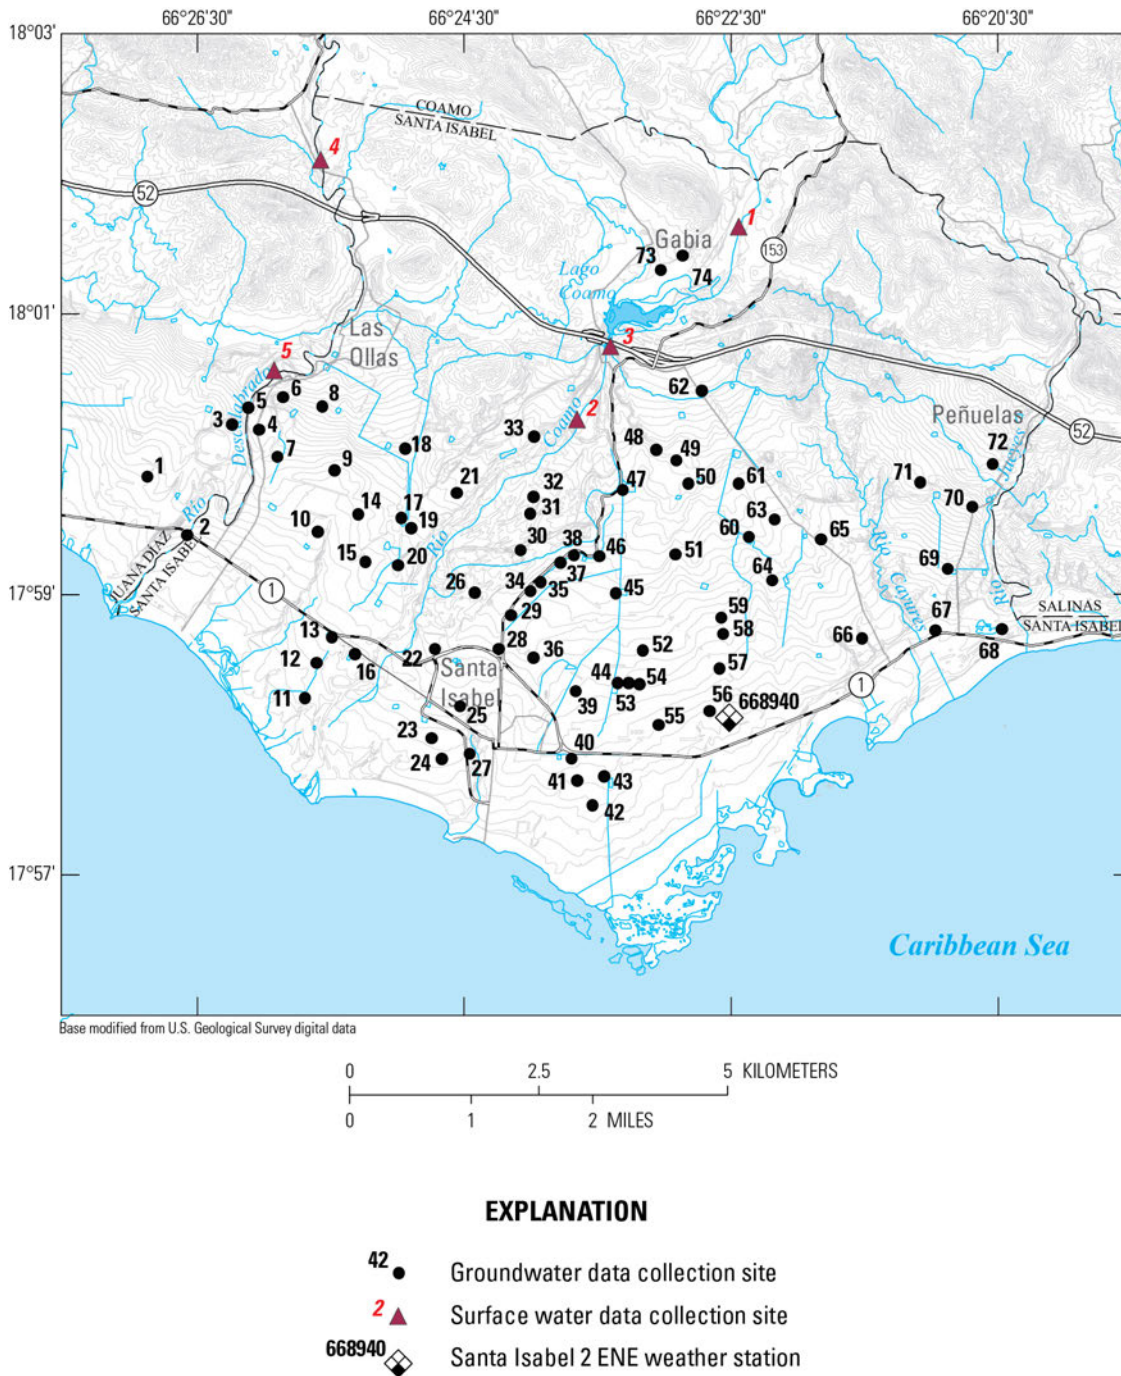 66°26'30" 66°24'30" 66°22'30" 66°20'30"
18°03'
COAMO
SANTA ISABEL
4
52
1
Gabia
153
73
74
Lago
Coamo
18°01'
Las
Ollas
3
5
Descalabrado
6
8
5
3
4
7
62
Peñuelas
52
2
Coamo
33
18
48
49
72
Jueyes
1
9
21
47
50
61
71
70
32
31
14
17
19
63
Río
2
10
30
38
46
60
65
15
20
51
Río
JUANA DÍAZ
SANTA ISABEL
Río
37
64
69
17°59'
1
26
34
35
45
Cayures
Río
SALINAS
SANTA ISABEL
29
59
67
13
28
58
66
68
12
22
36
52
16
Santa
Isabel
57
1
11
44
54
53
39
56
668940
25
55
23
40
24
27
41
43
42
17°57'
Caribbean Sea
Base modified from U.S. Geological Survey digital data
0 2.5 5 KILOMETERS
0 1 2 MILES
EXPLANATION
42 Groundwater data collection site
2 Surface water data collection site
668940 Santa Isabel 2 ENE weather station